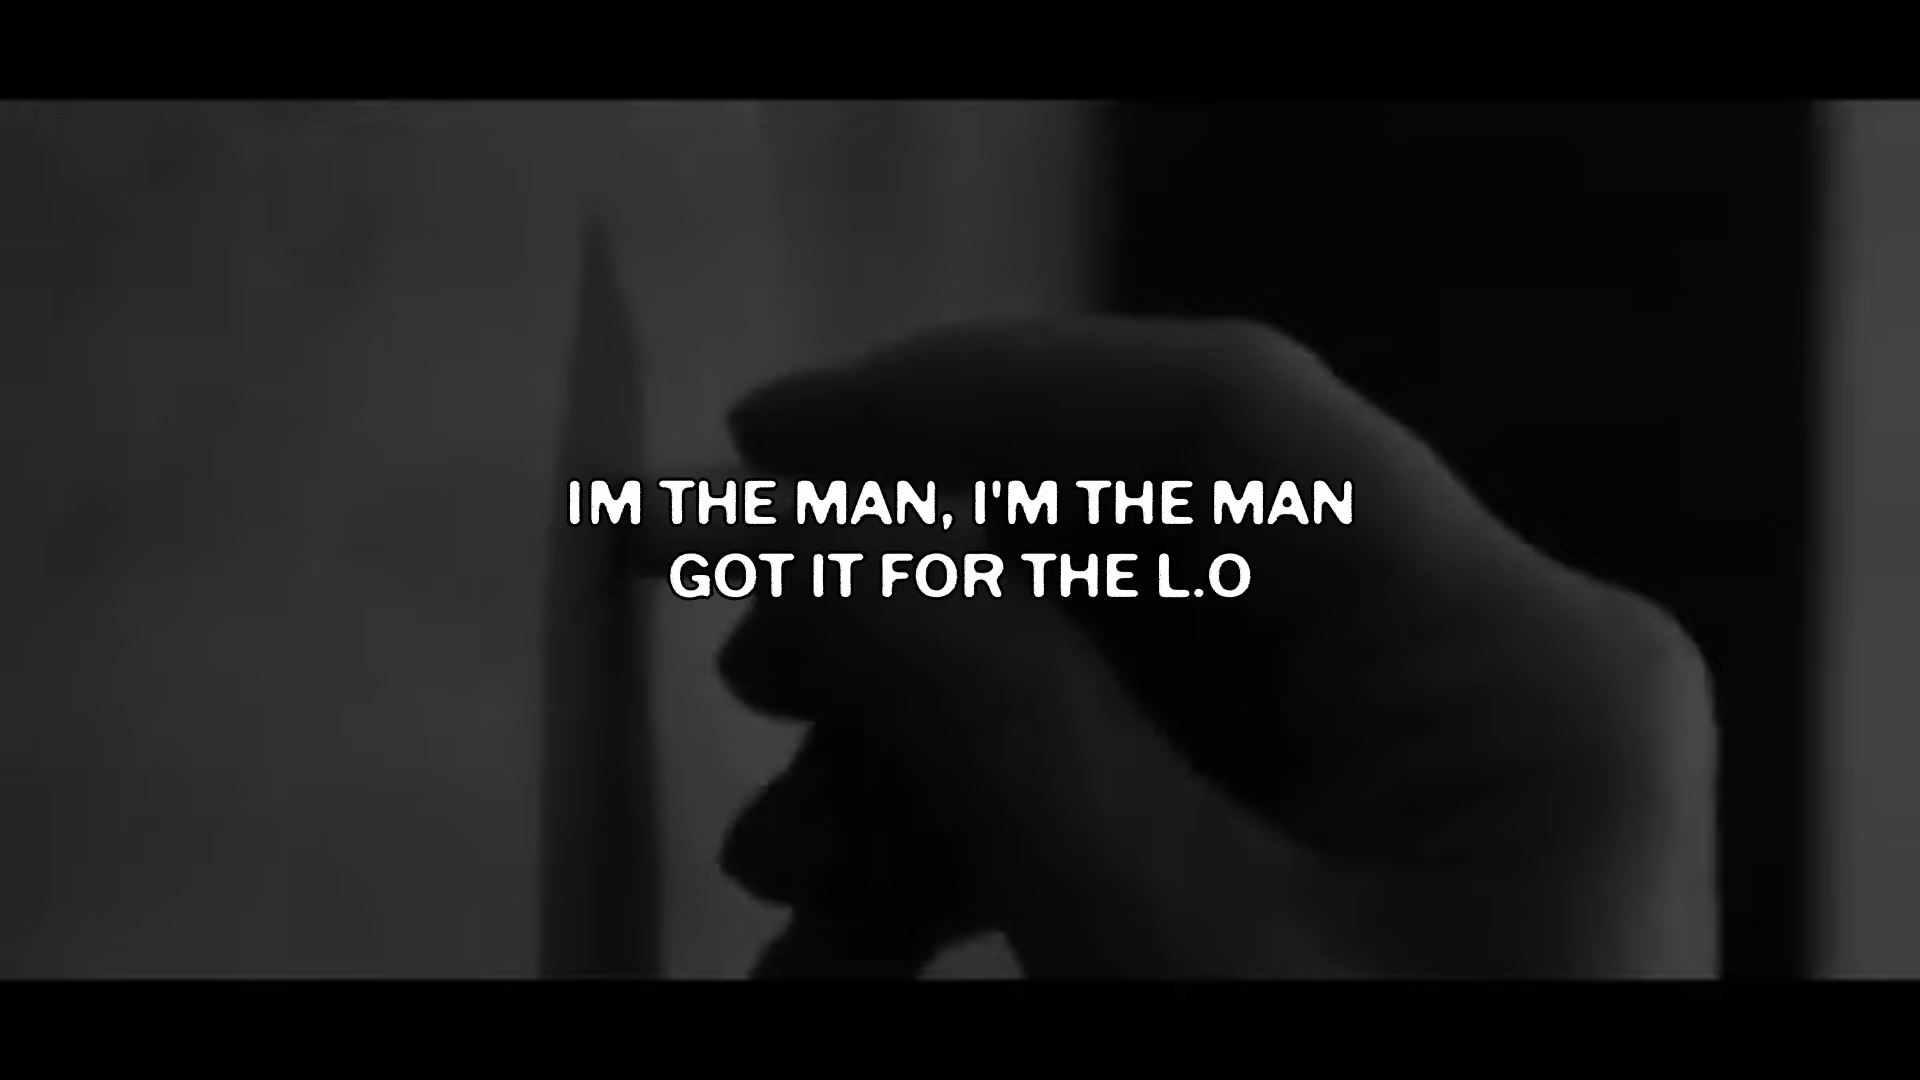 IM THE MAN, I'M THE MAN
GOT IT FOR THE L.O